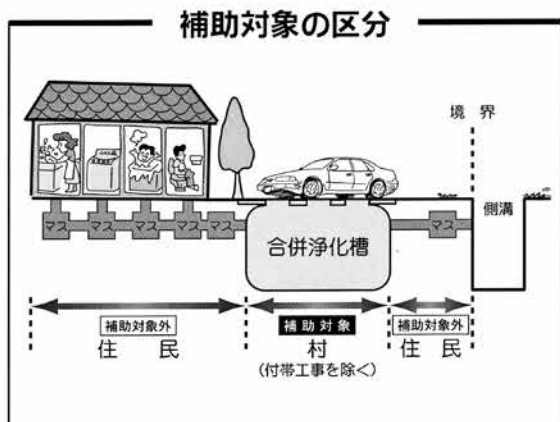 補助対象の区分
境界
側溝
マス マス マス マス マス
合併浄化槽
マス
補助対象外 補助対象 補助対象外
住民 村 住民
(付帯工事を除く)